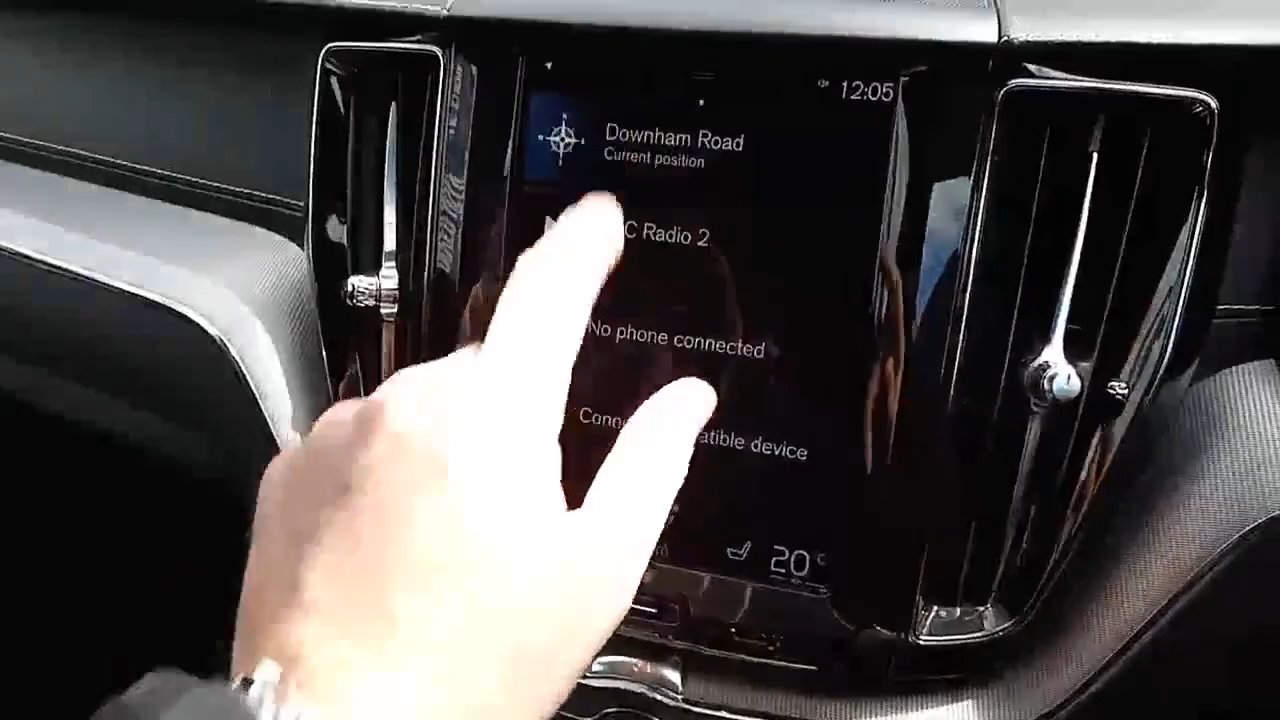 12:05
Downham Road
Current position
C Radio 2
No phone connected
atible device
20°